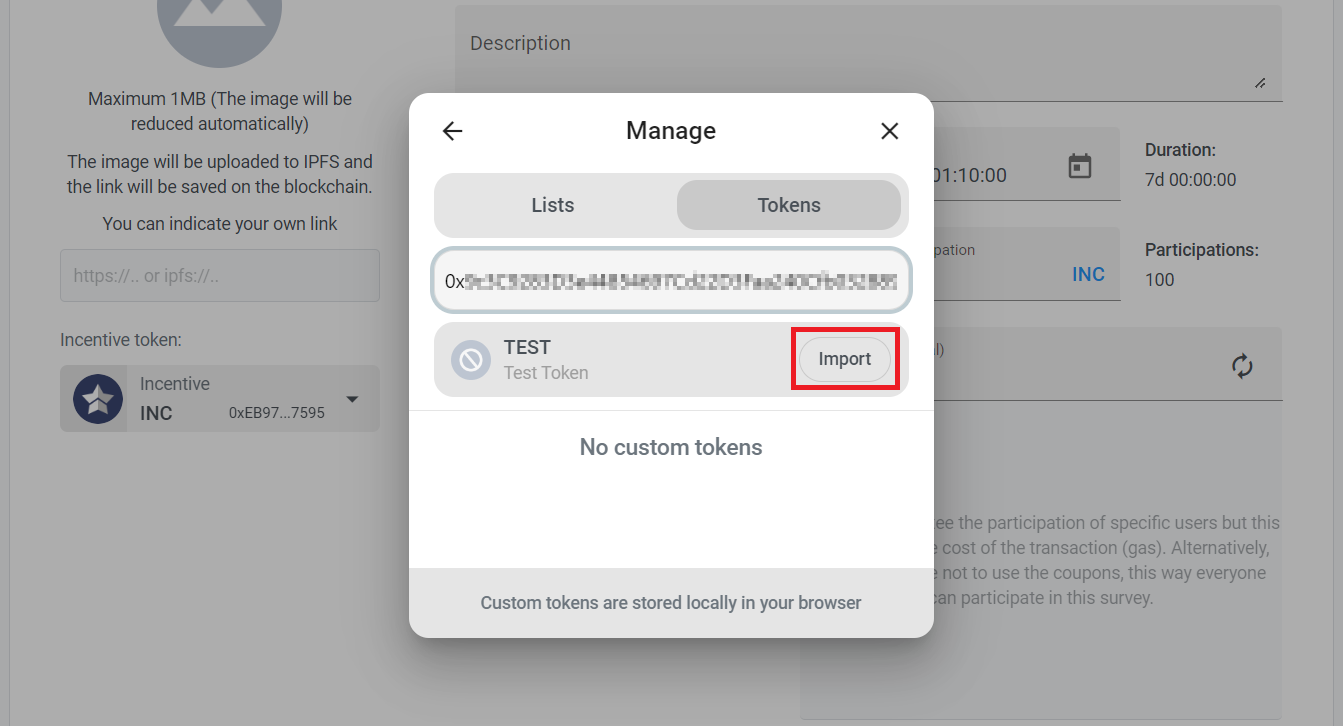 Maximum 1MB (The image will be
reduced automatically)
The image will be uploaded to IPFS and
the link will be saved on the blockchain.
You can indicate your own link
https://.. or ipfs://..
Incentive token:
Incentive
INC
0xEB97...7595
Description
01:10:00
Duration:
7d 00:00:00
INC
Participations:
100
ee the participation of specific users but this
cost of the transaction (gas). Alternatively,
not to use the coupons, this way everyone
can participate in this survey.
Manage
Lists
Tokens
0x
TEST
Test Token
Import
No custom tokens
Custom tokens are stored locally in your browser